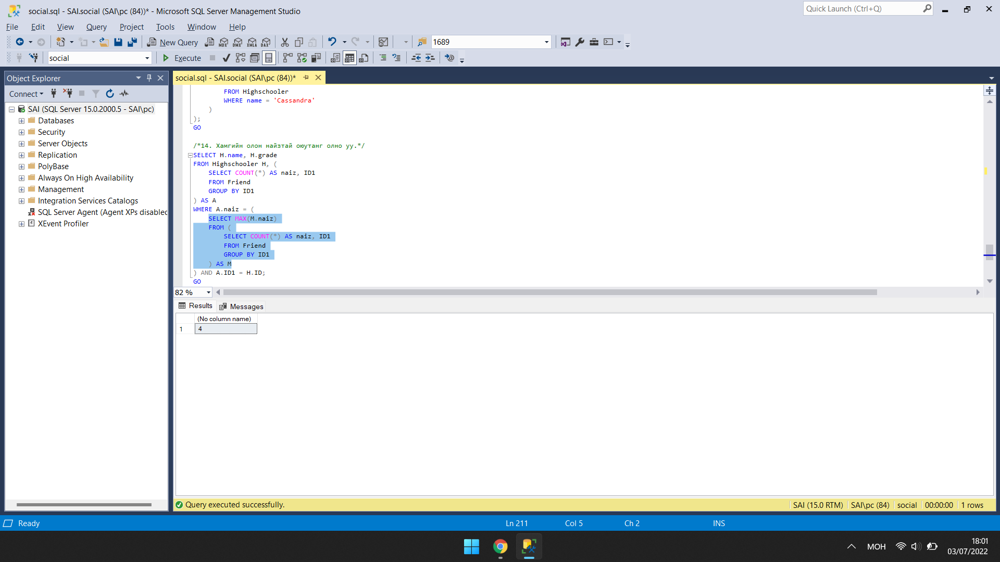 social.sql - SAI.social (SAI\pc (84))* - Microsoft SQL Server Management Studio
Quick Launch (Ctrl+Q)
File Edit View Query Project Tools Window Help
New Query MDX DMX XMLA DAX 1689
social Execute
Object Explorer
social.sql - SAI.social (SAI\pc (84))*
Connect
SAI (SQL Server 15.0.2000.5 - SAI\pc)
Databases
Security
Server Objects
Replication
PolyBase
Always On High Availability
Management
Integration Services Catalogs
SQL Server Agent (Agent XPs disablec
XEvent Profiler
FROM Highschooler
WHERE name = 'Cassandra'
)
);
GO
/*14. Хамгийн олон найзтай оюутанг олно уу.*/
SELECT H.name, H.grade
FROM Highschooler H, (
SELECT COUNT(*) AS naiz, ID1
FROM Friend
GROUP BY ID1
) AS A
WHERE A.naiz = (
SELECT MAX(M.naiz)
FROM (
SELECT COUNT(*) AS naiz, ID1
FROM Friend
GROUP BY ID1
) AS M
) AND A.ID1 = H.ID;
GO
82 %
Results Messages
(No column name)
1 4
Query executed successfully.
SAI (15.0 RTM) SAI\pc (84) social 00:00:00 1 rows
Ready
Ln 211 Col 5 Ch 2 INS
МОН
18:01
03/07/2022